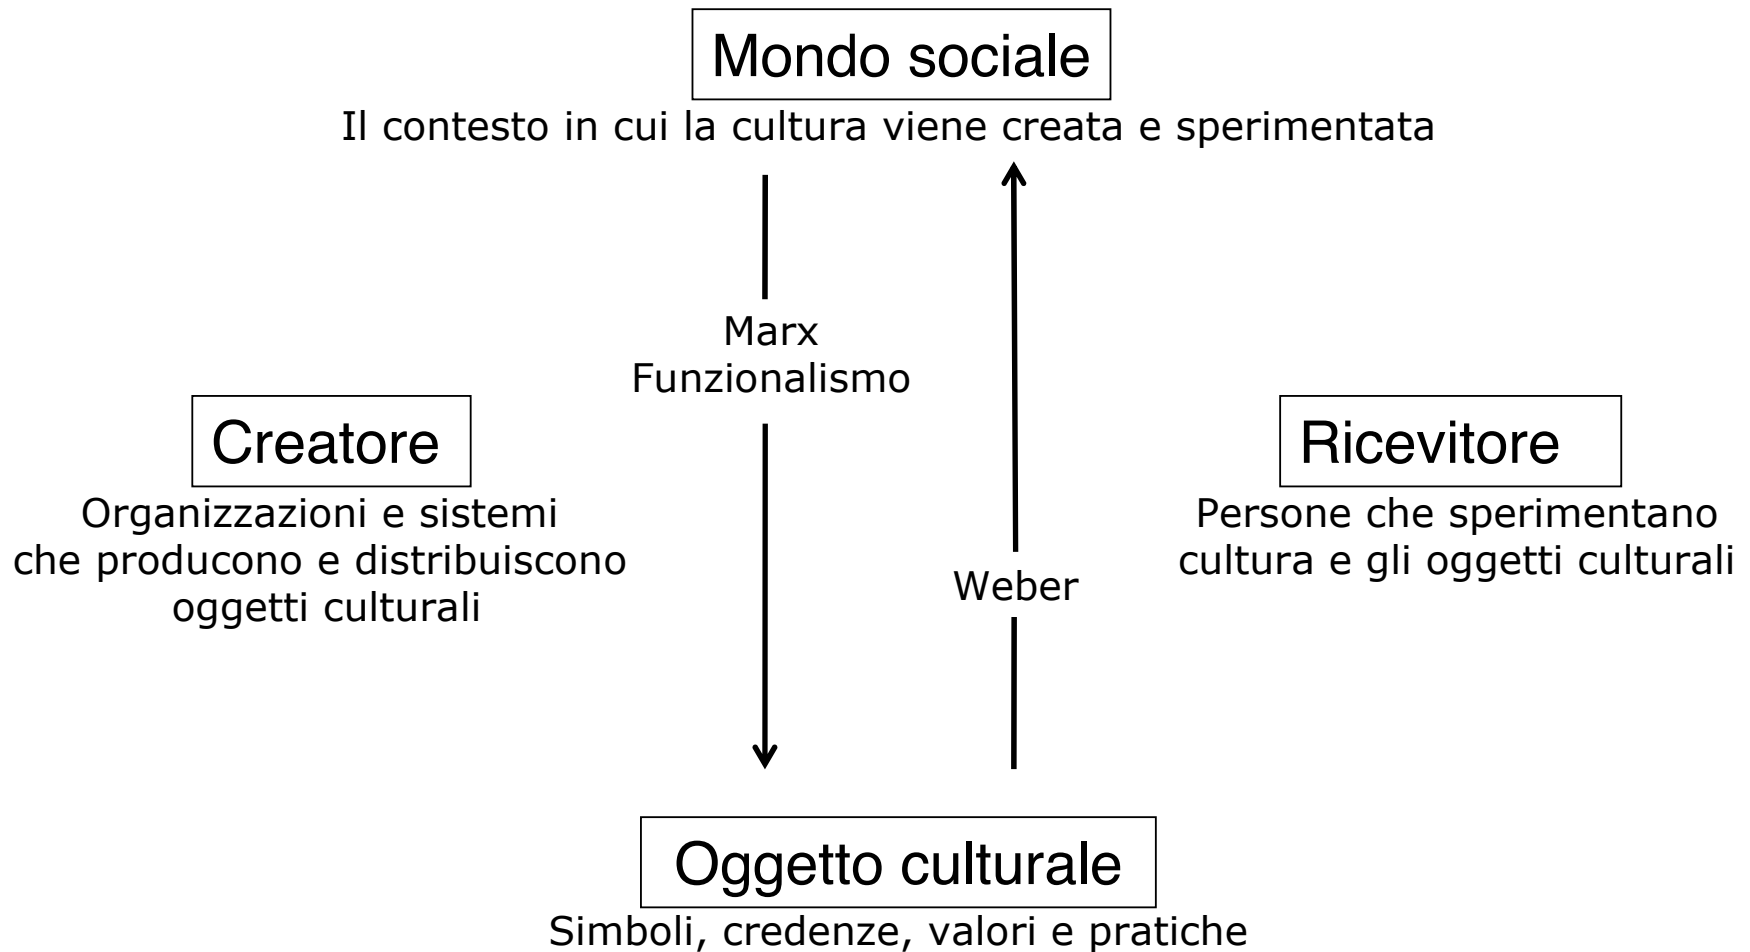 Mondo sociale
Il contesto in cui la cultura viene creata e sperimentata
Marx
Funzionalismo
Creatore
Organizzazioni e sistemi
che producono e distribuiscono
oggetti culturali
Weber
Ricevitore
Persone che sperimentano
cultura e gli oggetti culturali
Oggetto culturale
Simboli, credenze, valori e pratiche